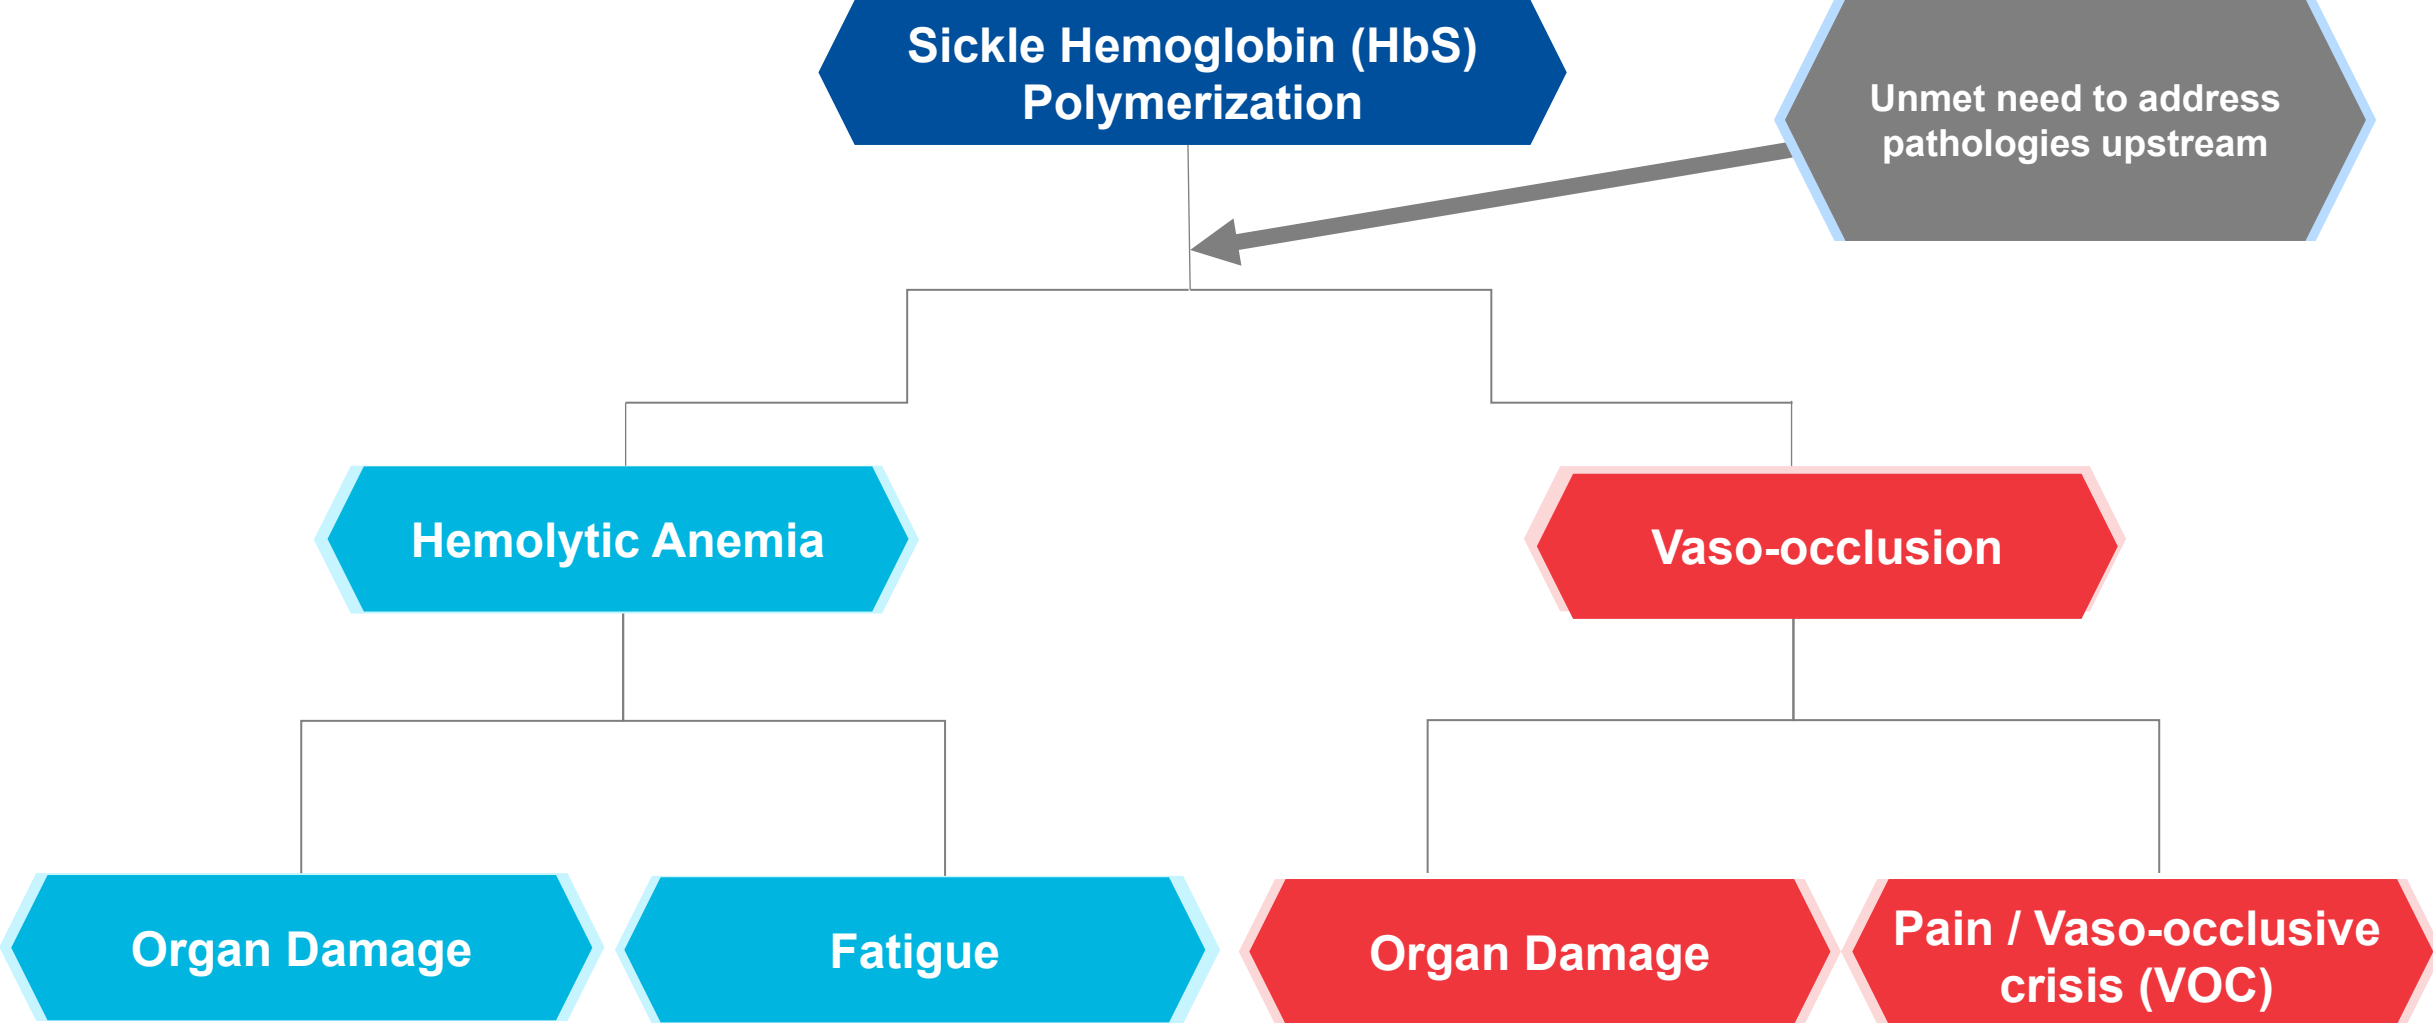 Sickle Hemoglobin (HbS)
Polymerization
Unmet need to address
pathologies upstream
Hemolytic Anemia
Vaso-occlusion
Organ Damage
Fatigue
Organ Damage
Pain / Vaso-occlusive
crisis (VOC)